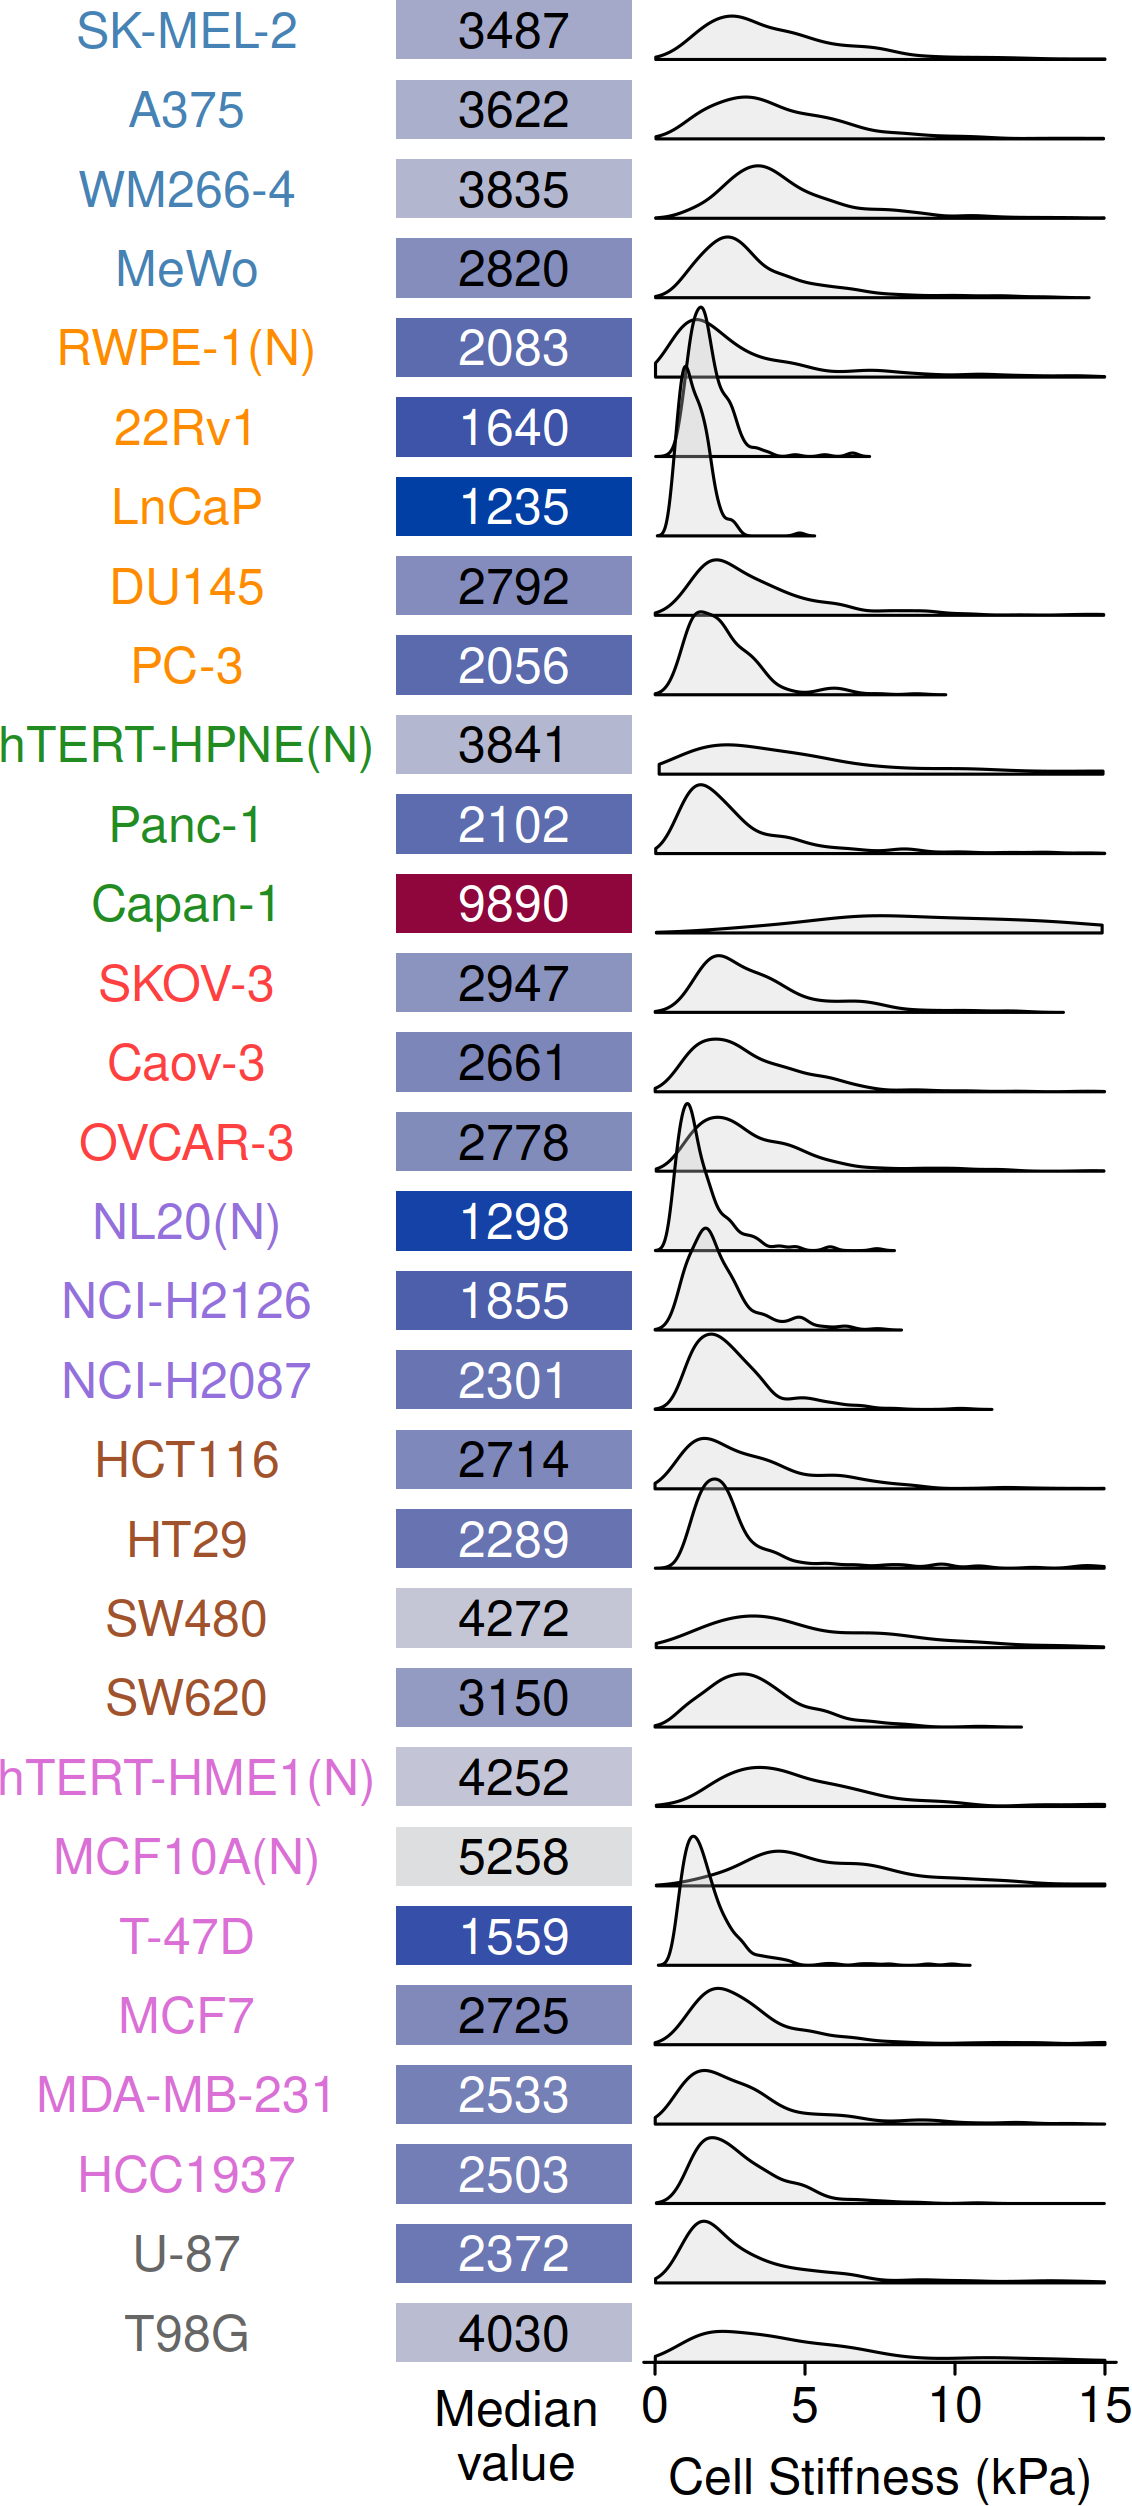 SK-MEL-2 3487
A375 3622
WM266-4 3835
MeWo 2820
RWPE-1(N) 2083
22Rv1 1640
LnCaP 1235
DU145 2792
PC-3 2056
hTERT-HPNE(N) 3841
Panc-1 2102
Capan-1 9890
SKOV-3 2947
Caov-3 2661
OVCAR-3 2778
NL20(N) 1298
NCI-H2126 1855
NCI-H2087 2301
HCT116 2714
HT29 2289
SW480 4272
SW620 3150
hTERT-HME1(N) 4252
MCF10A(N) 5258
T-47D 1559
MCF7 2725
MDA-MB-231 2533
HCC1937 2503
U-87 2372
T98G 4030
0 5 10 15
Median
value
Cell Stiffness (kPa)